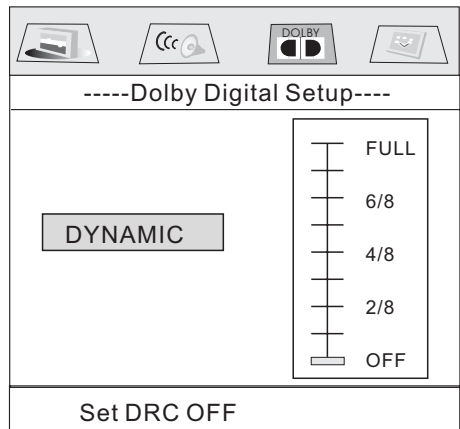 DOLBY
-----Dolby Digital Setup----
DYNAMIC
FULL
6/8
4/8
2/8
OFF
Set DRC OFF